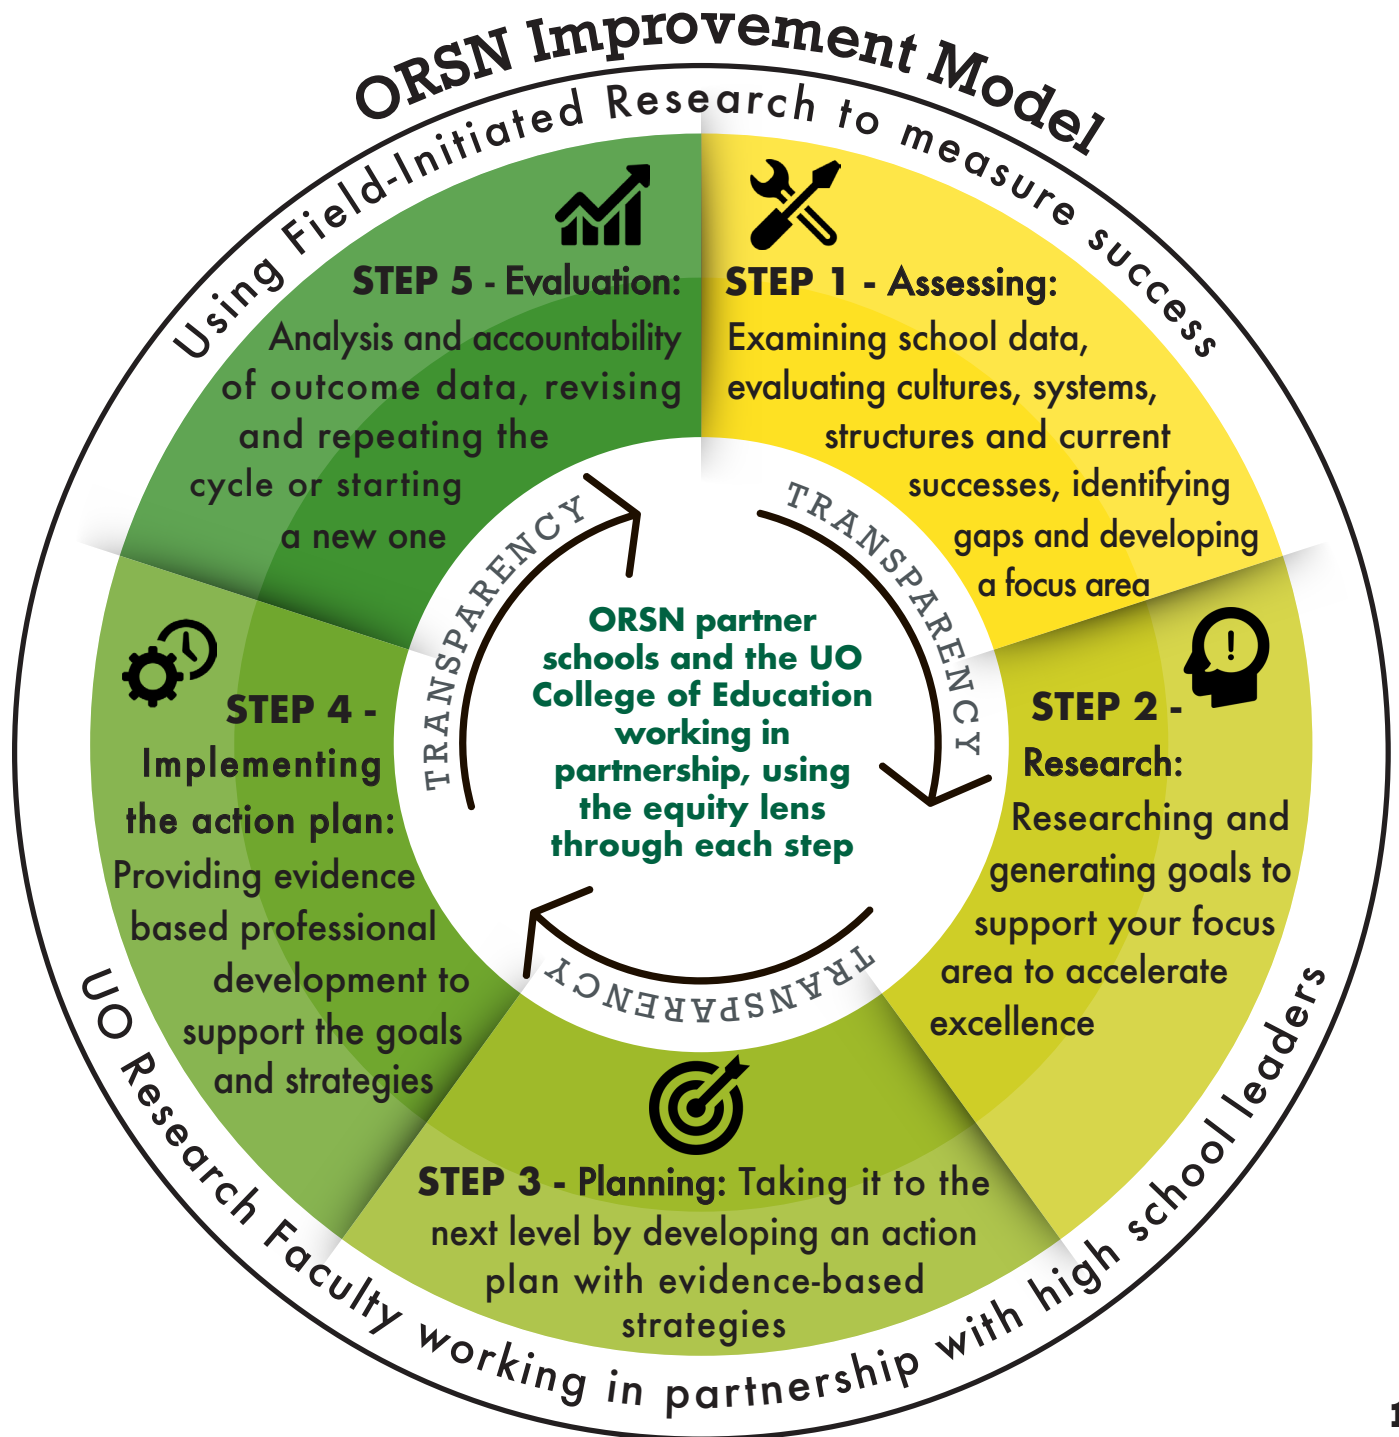 ORSN Improvement Model
Using Field-Initiated Research to measure success
STEP 1 - Assessing:
Examining school data,
evaluating cultures, systems,
structures and current
successes, identifying
gaps and developing
a focus area
STEP 2 -
Research:
Researching and
generating goals to
support your focus
area to accelerate
excellence
STEP 3 - Planning: Taking it to the
next level by developing an action
plan with evidence-based
strategies
STEP 4 -
Implementing
the action plan:
Providing evidence
based professional
development to
support the goals
and strategies
STEP 5 - Evaluation:
Analysis and accountability
of outcome data, revising
and repeating the
cycle or starting
a new one
TRANSPARENCY
TRANSPARENCY
TRANSPARENCY
ORSN partner
schools and the UO
College of Education
working in
partnership, using
the equity lens
through each step
UO Research Faculty working in partnership with high school leaders